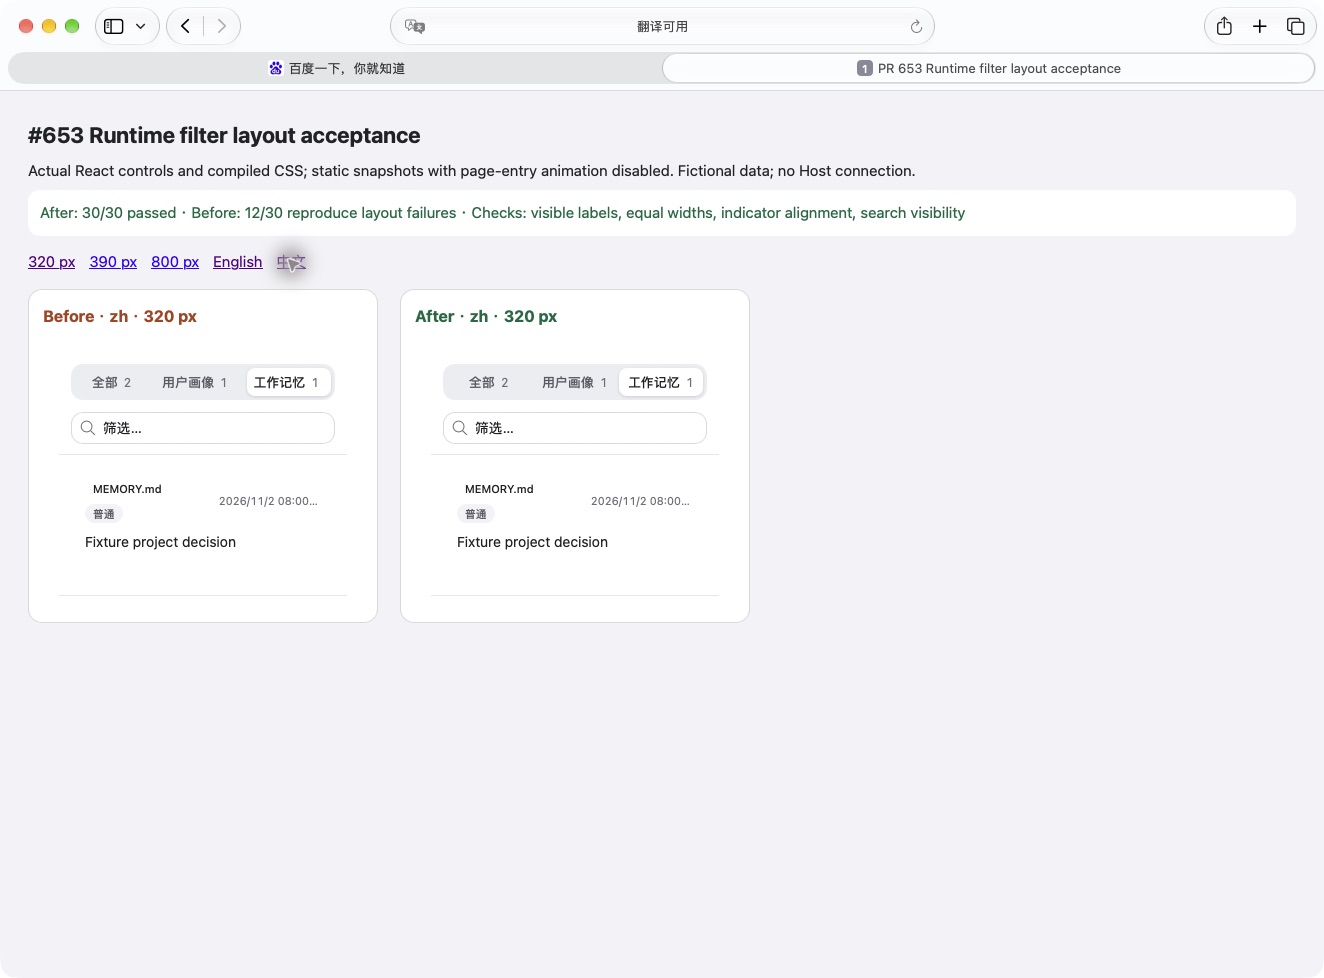 翻译可用
百度一下，你就知道
1 PR 653 Runtime filter layout acceptance
#653 Runtime filter layout acceptance
Actual React controls and compiled CSS; static snapshots with page-entry animation disabled. Fictional data; no Host connection.
After: 30/30 passed · Before: 12/30 reproduce layout failures · Checks: visible labels, equal widths, indicator alignment, search visibility
320 px 390 px 800 px English 中文
Before · zh · 320 px
全部 2 用户画像 1 工作记忆 1
筛选...
MEMORY.md
2026/11/2 08:00...
普通
Fixture project decision
After · zh · 320 px
全部 2 用户画像 1 工作记忆 1
筛选...
MEMORY.md
2026/11/2 08:00...
普通
Fixture project decision